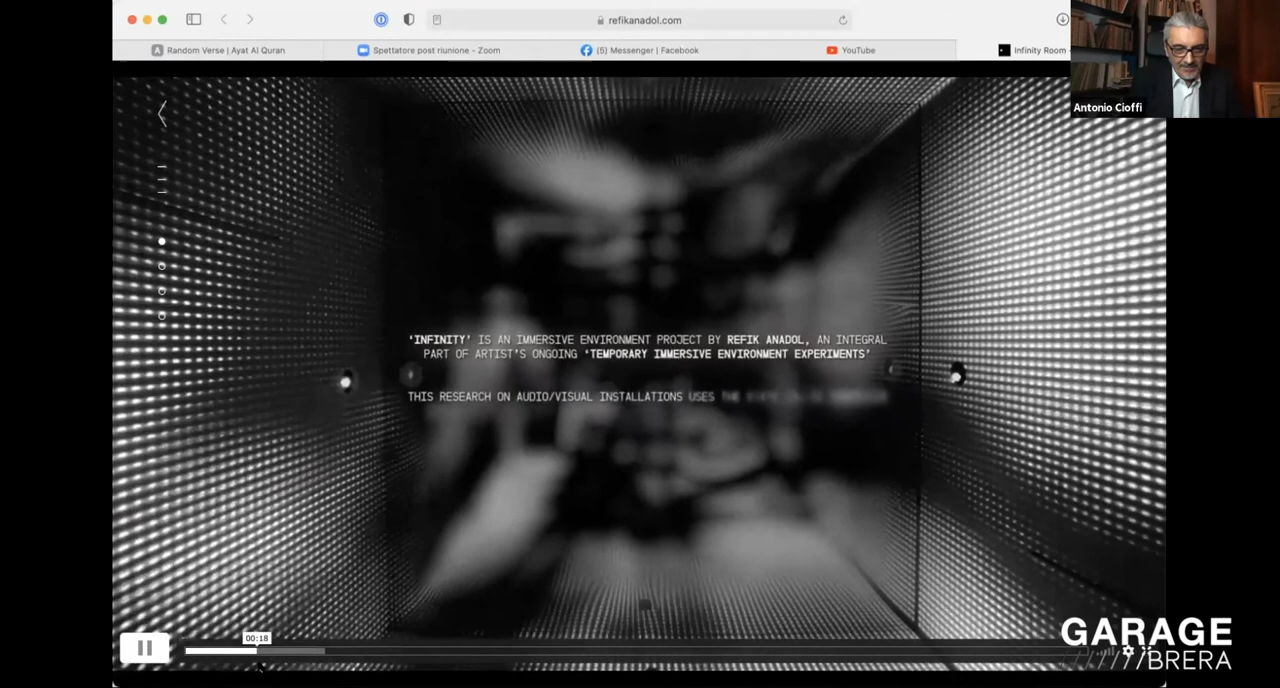 refikanadol.com
Random Verse | Ayat Al Quran
Spettatore post riunione - Zoom
(5) Messenger | Facebook
YouTube
Infinity Room -
Antonio Cioffi
'INFINITY' IS AN IMMERSIVE ENVIRONMENT PROJECT BY REFIK ANADOL, AN INTEGRAL
PART OF ARTIST'S ONGOING 'TEMPORARY IMMERSIVE ENVIRONMENT EXPERIMENTS'
THIS RESEARCH ON AUDIO/VISUAL INSTALLATIONS USES
00:18
GARAGE
BRERA